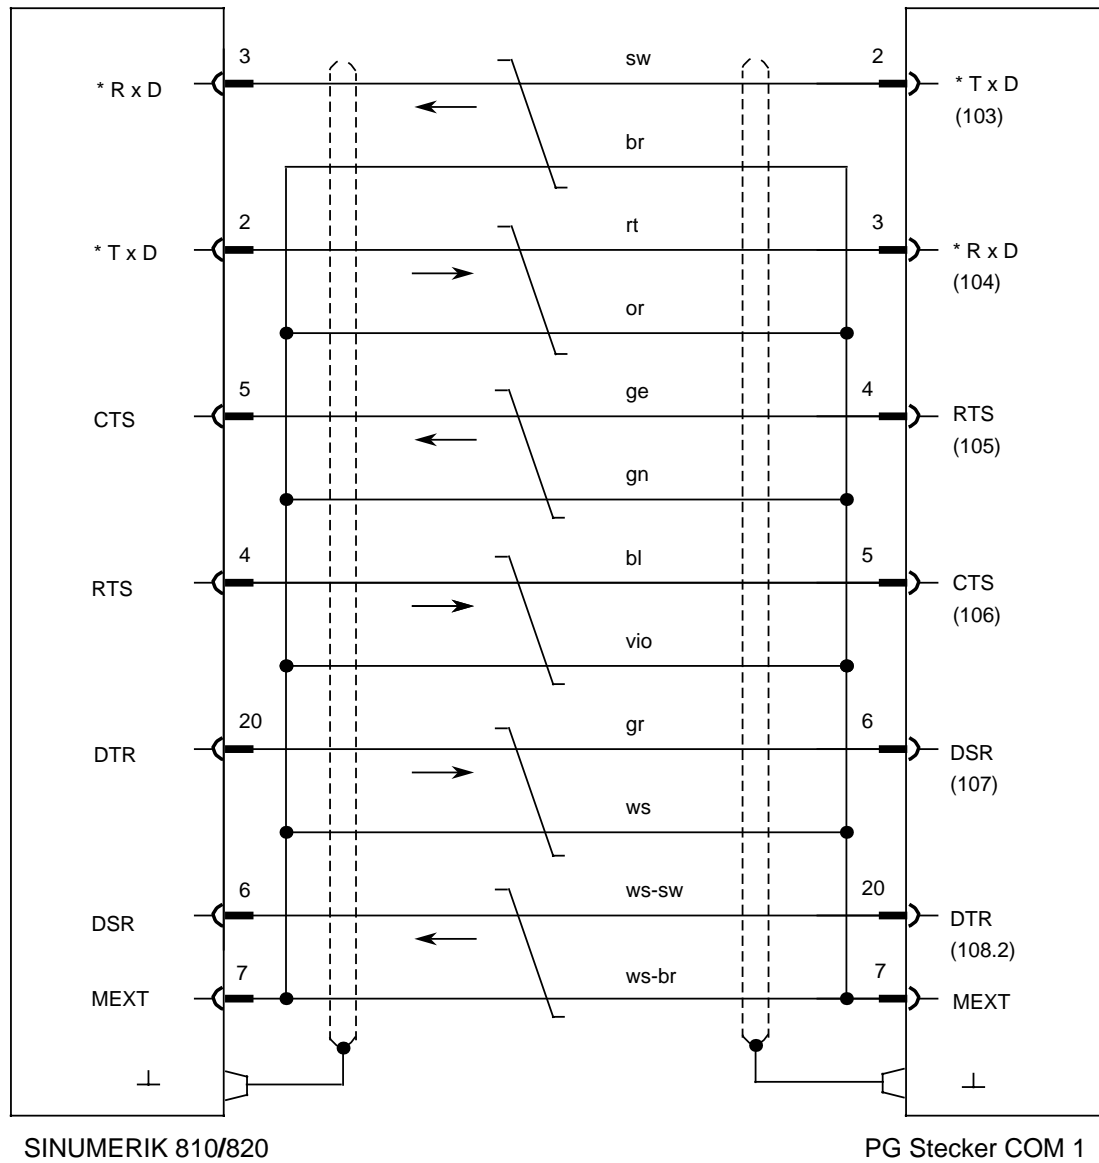 3 sw 2
* R x D * T x D
(103)
br
2 rt 3
* T x D * R x D
(104)
or
5 ge 4
CTS RTS
(105)
gn
4 bl 5
RTS CTS
(106)
vio
20 gr 6
DTR DSR
(107)
ws
6 ws-sw 20
DSR DTR
(108.2)
7 ws-br 7
MEXT MEXT
SINUMERIK 810/820 PG Stecker COM 1